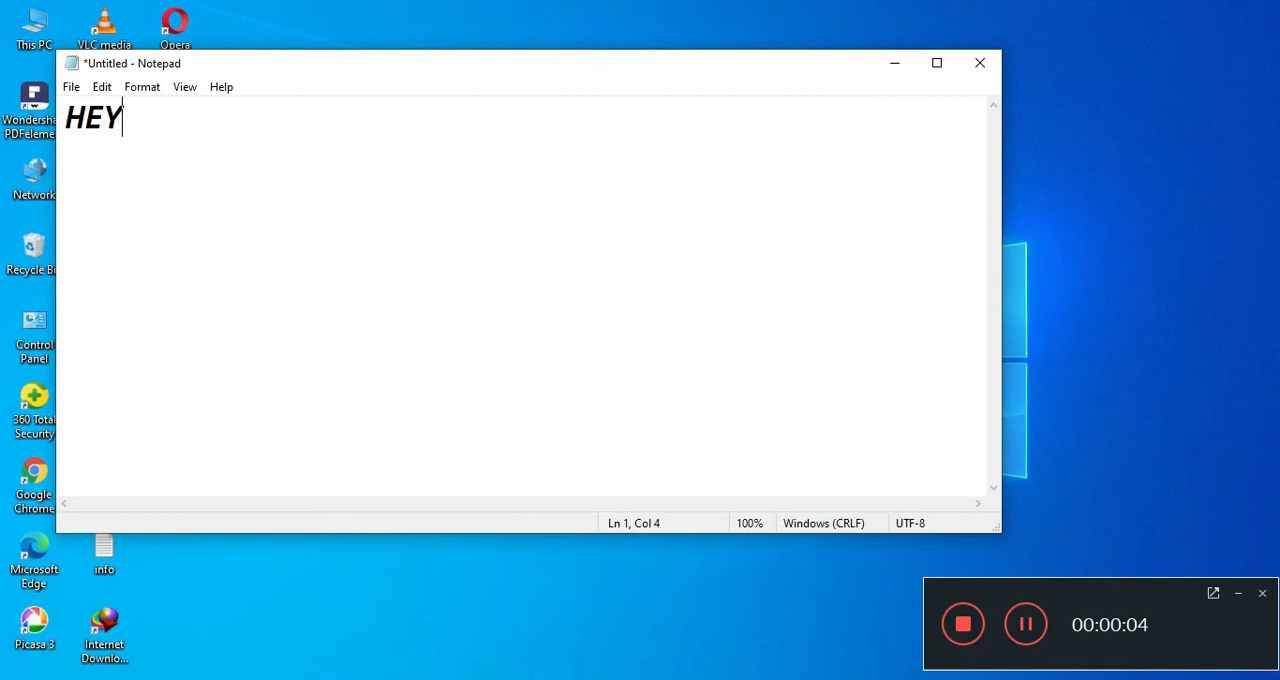 This PC
VLC media
Opera
*Untitled - Notepad
File Edit Format View Help
HEY
Wondersha
PDFeleme
Network
Recycle Bi
Control
Panel
360 Total
Security
Google
Chrome
Microsoft
Edge
info
Picasa 3
Internet
Downlo...
Ln 1, Col 4
100%
Windows (CRLF)
UTF-8
00:00:04